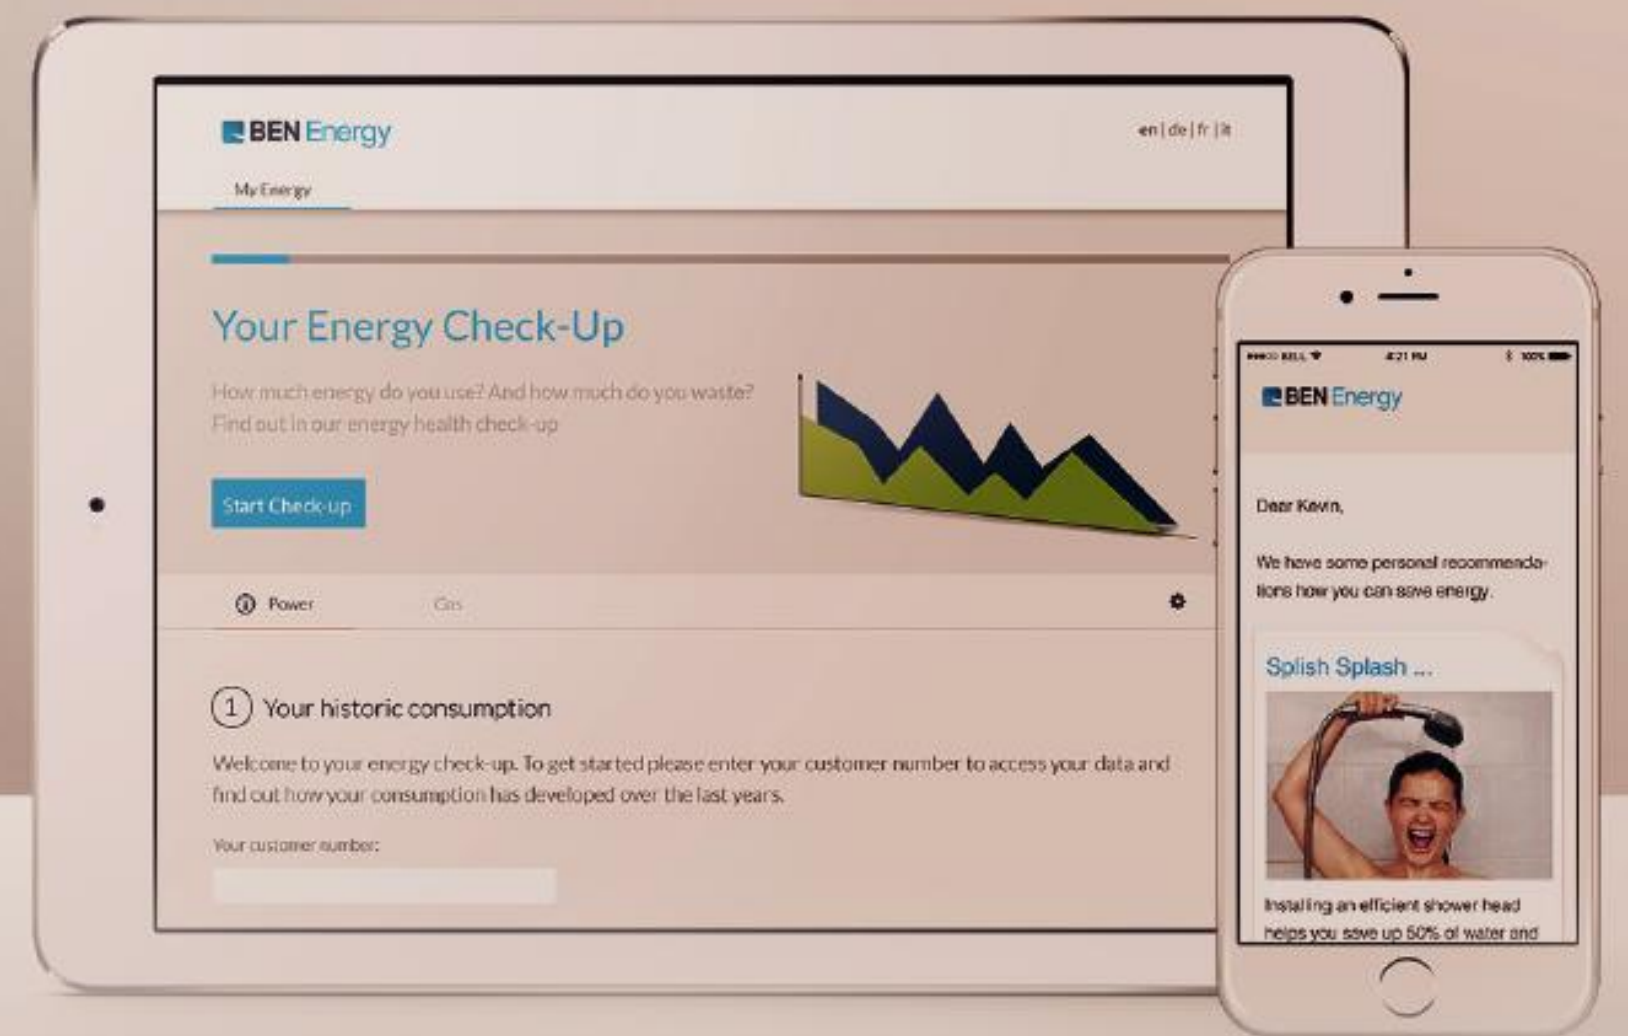 BEN Energy
en | de | fr | it
My Energy
Your Energy Check-Up
How much energy do you use? And how much do you waste?
Find out in our energy health check-up
Start Check-up
Power
Gas
1 Your historic consumption
Welcome to your energy check-up. To get started please enter your customer number to access your data and
find out how your consumption has developed over the last years.
Your customer number:
BELL 4:21 PM 100%
BEN Energy
Dear Kevin,
We have some personal recommenda-
tions how you can save energy.
Splish Splash ...
Installing an efficient shower head
helps you save up 50% of water and